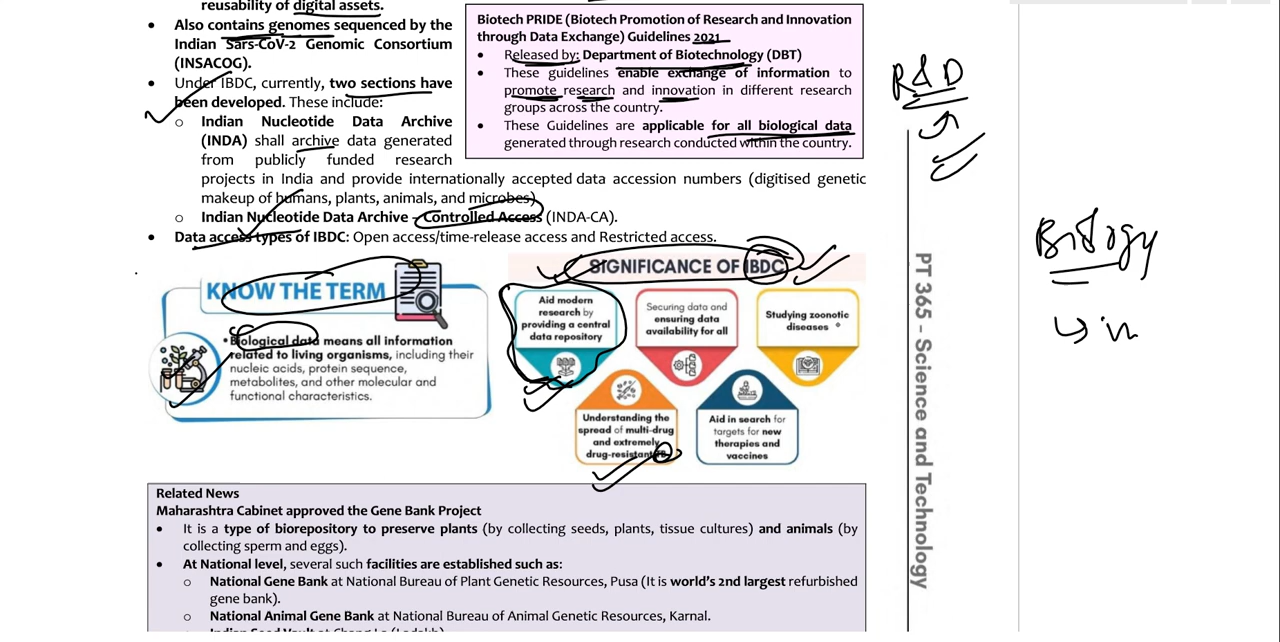 reusability of digital assets.
• Also contains genomes sequenced by the
Indian Sars-CoV-2 Genomic Consortium
(INSACOG).
• Under IBDC, currently, two sections have
been developed. These include:
o Indian Nucleotide Data Archive
(INDA) shall archive data generated
from publicly funded research
projects in India and provide internationally accepted data accession numbers (digitised genetic
makeup of humans, plants, animals, and microbes)
o Indian Nucleotide Data Archive – Controlled Access (INDA-CA).
• Data access types of IBDC: Open access/time-release access and Restricted access.
Biotech PRIDE (Biotech Promotion of Research and Innovation
through Data Exchange) Guidelines 2021
• Released by: Department of Biotechnology (DBT)
• These guidelines enable exchange of information to
promote research and innovation in different research
groups across the country.
• These Guidelines are applicable for all biological data
generated through research conducted within the country.
R&D
KNOW THE TERM
• Biological data means all information
related to living organisms, including their
nucleic acids, protein sequence,
metabolites, and other molecular and
functional characteristics.
SIGNIFICANCE OF IBDC
Aid modern
research by
providing a central
data repository
Securing data and
ensuring data
availability for all
Studying zoonotic
diseases
Understanding the
spread of multi-drug
and extremely
drug-resistant TB
Aid in search for
targets for new
therapies and
vaccines
PT 365 - Science and Technology
Biology
in
Related News
Maharashtra Cabinet approved the Gene Bank Project
• It is a type of biorepository to preserve plants (by collecting seeds, plants, tissue cultures) and animals (by
collecting sperm and eggs).
• At National level, several such facilities are established such as:
o National Gene Bank at National Bureau of Plant Genetic Resources, Pusa (It is world's 2nd largest refurbished
gene bank).
o National Animal Gene Bank at National Bureau of Animal Genetic Resources, Karnal.
o Indian Seed Vault at Chang La (Ladakh)